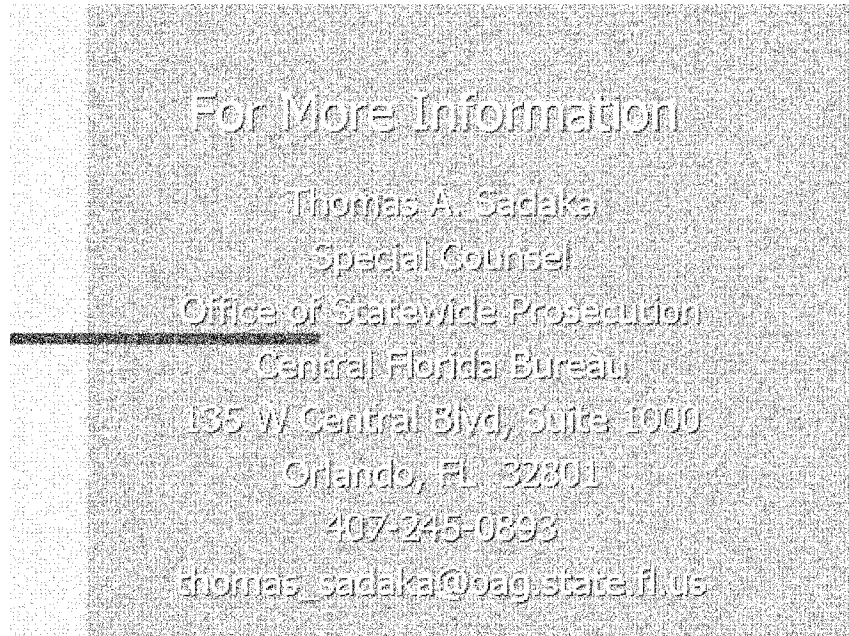 For More Information
Thomas A. Sadaka
Special Counsel
Office of Statewide Prosecution
Central Florida Bureau
135 W Central Blvd, Suite 1000
Orlando, FL  32801
407-245-0893
thomas_sadaka@oag.state.fl.us